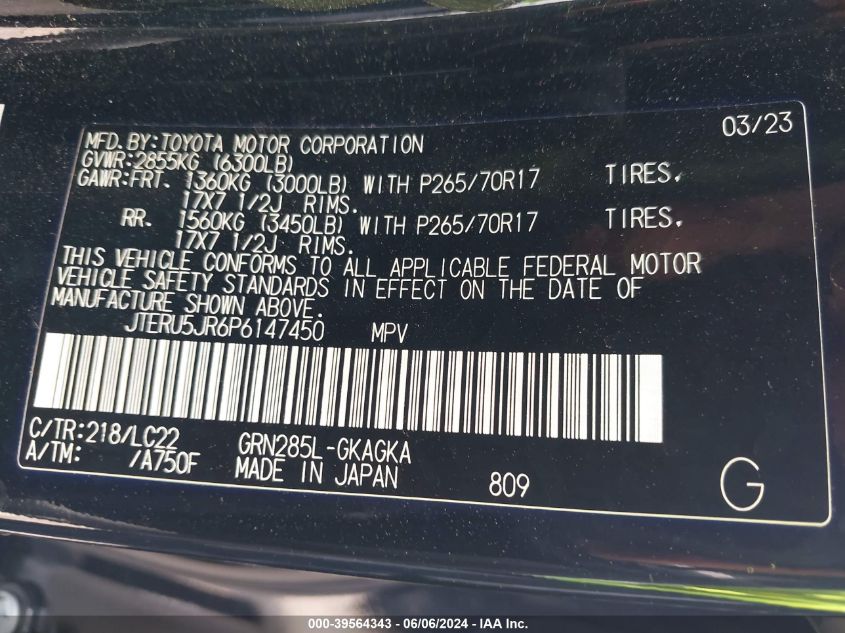 03/23
MFD.BY:TOYOTA MOTOR CORPORATION
GVWR:2855KG (6300LB)
GAWR:FRT. 1360KG (3000LB) WITH P265/70R17 TIRES.
17X7 1/2J RIMS.
RR. 1560KG (3450LB) WITH P265/70R17 TIRES.
17X7 1/2J RIMS.
THIS VEHICLE CONFORMS TO ALL APPLICABLE FEDERAL MOTOR
VEHICLE SAFETY STANDARDS IN EFFECT ON THE DATE OF
MANUFACTURE SHOWN ABOVE.
JTERU5JR6P6147450 MPV
C/TR:218/LC22 GRN285L-GKAGKA
A/TM: /A750F MADE IN JAPAN 809 G
000-39564343 / 06/06/2024 / IAA Inc.